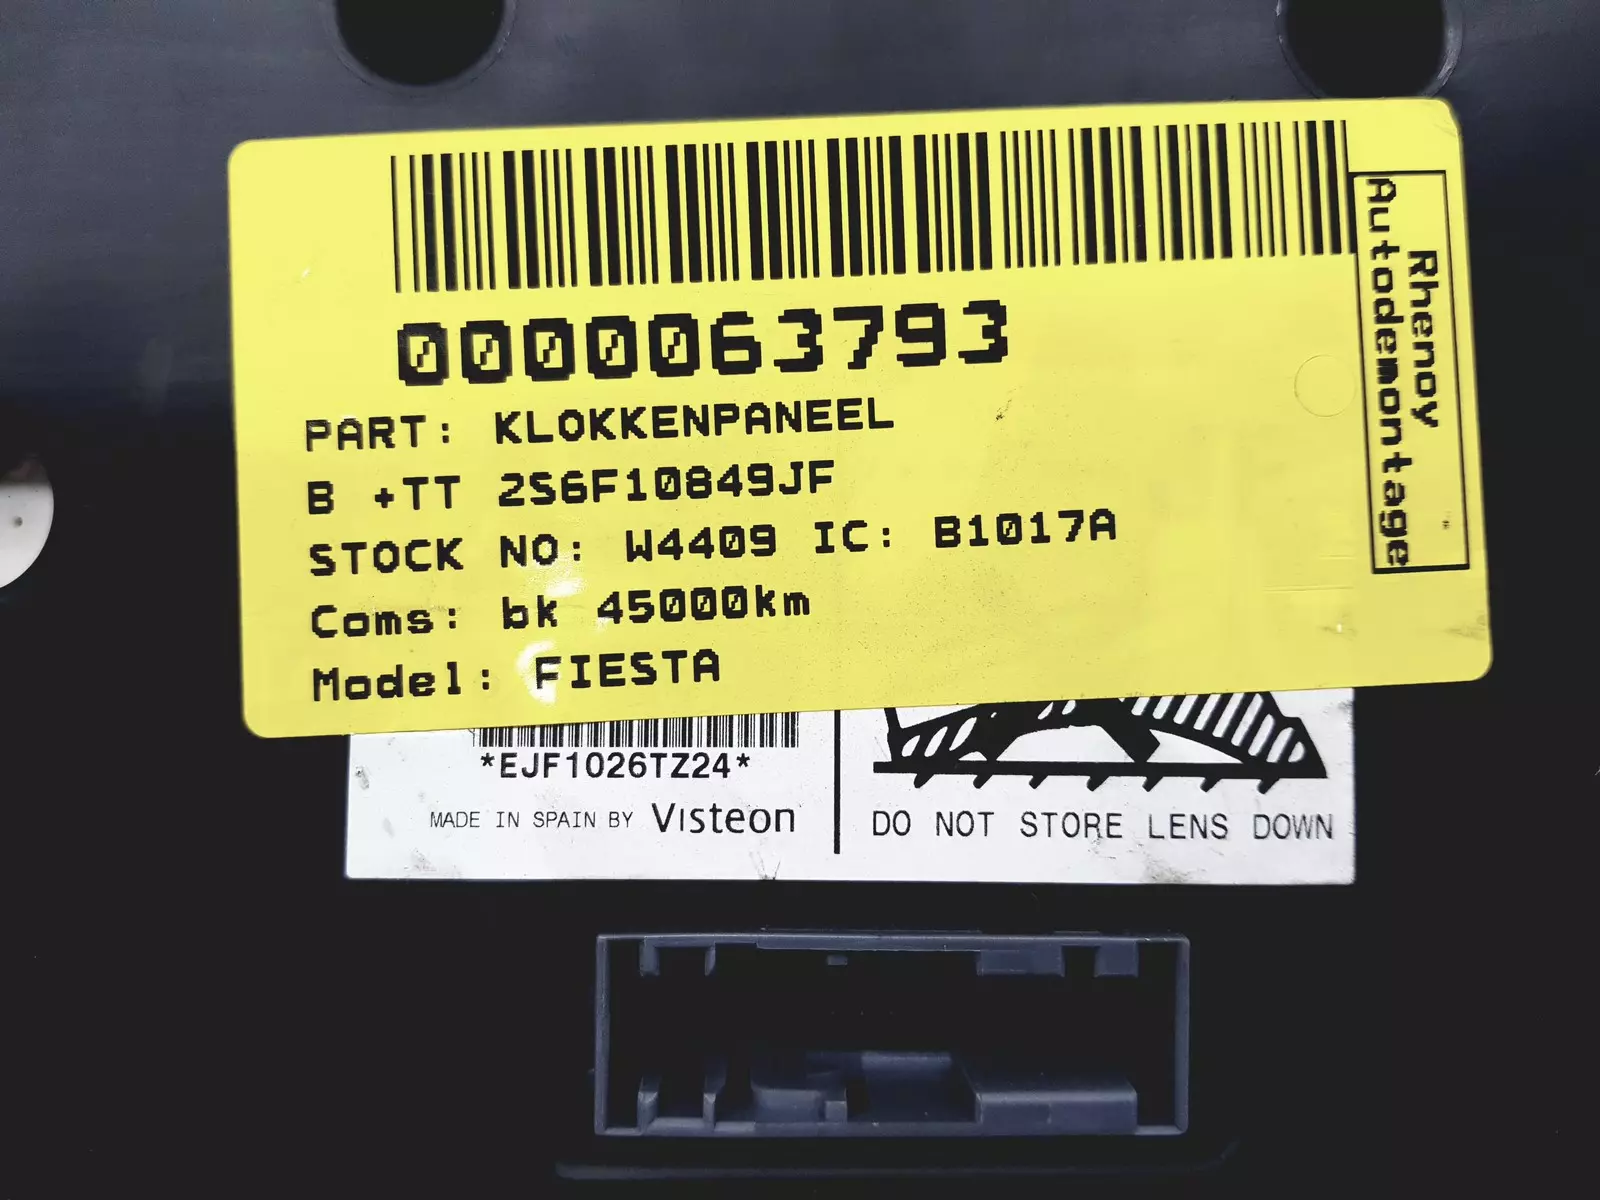 0000063793
PART: KLOKKENPANEEL
B +TT 2S6F10849JF
STOCK NO: W4409 IC: B1017A
Coms: bk 45000km
Model: FIESTA
Rhenoy
Autodemontage
*EJF1026TZ24*
MADE IN SPAIN BY Visteon
DO NOT STORE LENS DOWN